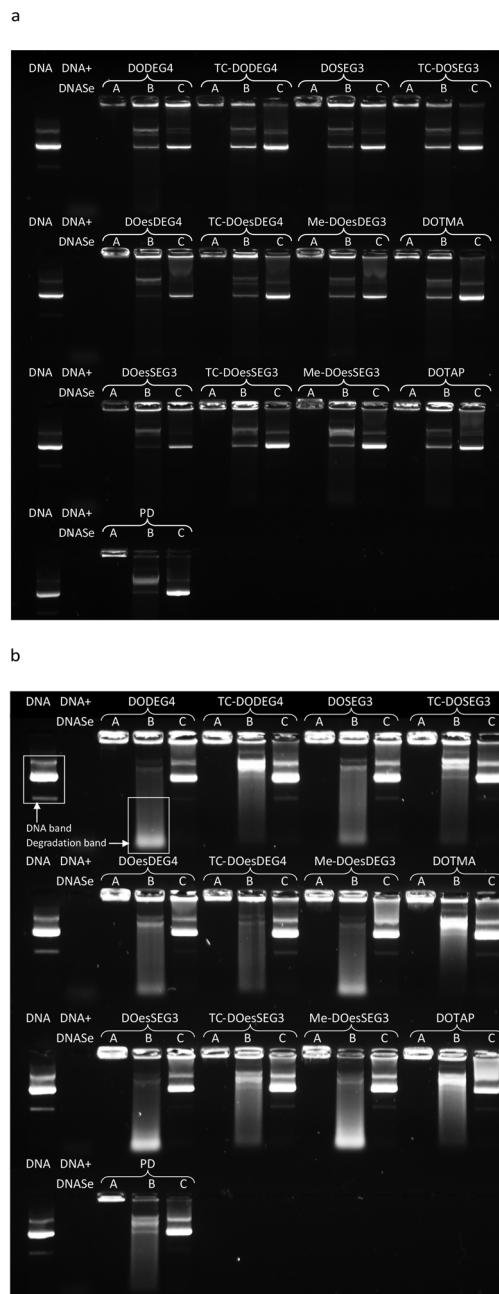 a
DNA DNA+ DODEG4 TC-DODEG4 DOSEG3 TC-DOSEG3
DNASe A B C A B C A B C A B C
DNA DNA+ DOesDEG4 TC-DOesDEG4 Me-DOesDEG3 DOTMA
DNASe A B C A B C A B C A B C
DNA DNA+ DOesSEG3 TC-DOesSEG3 Me-DOesSEG3 DOTAP
DNASe A B C A B C A B C A B C
DNA DNA+ PD
DNASe A B C
b
DNA DNA+ DODEG4 TC-DODEG4 DOSEG3 TC-DOSEG3
DNASe A B C A B C A B C A B C
DNA band
Degradation band
DNA DNA+ DOesDEG4 TC-DOesDEG4 Me-DOesDEG3 DOTMA
DNASe A B C A B C A B C A B C
DNA DNA+ DOesSEG3 TC-DOesSEG3 Me-DOesSEG3 DOTAP
DNASe A B C A B C A B C A B C
DNA DNA+ PD
DNASe A B C